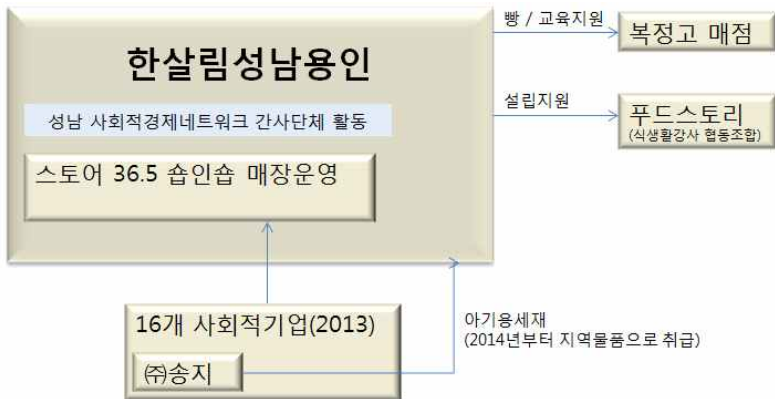 한살림성남용인
성남 사회적경제네트워크 간사단체 활동
스토어 36.5 숍인숍 매장운영
빵 / 교육지원
복정고 매점
설립지원
푸드스토리
(식생활강사 협동조합)
16개 사회적기업(2013)
㈜송지
아기용세재
(2014년부터 지역물품으로 취급)